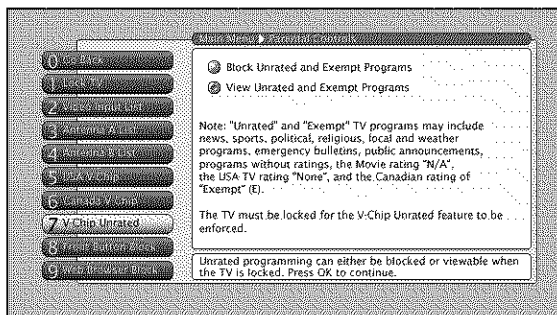 Main Menu Parental Controls
0 Go Back
1 Lock TV
2 Video Input List
3 Antenna A List
5 USA V-Chip
6 Canada V-Chip
7 V-Chip Unrated
8 Front Button Block
9 Web Browser Block
Block Unrated and Exempt Programs
View Unrated and Exempt Programs
Note: "Unrated" and "Exempt" TV programs may include
news, sports, political, religious, local and weather
programs, emergency bulletins, public announcements,
programs without ratings, the Movie rating "N/A",
the USA TV rating "None", and the Canadian rating of
"Exempt" (E).
The TV must be locked for the V-Chip Unrated feature to be
enforced.
Unrated programming can either be blocked or viewable when
the TV is locked. Press OK to continue.